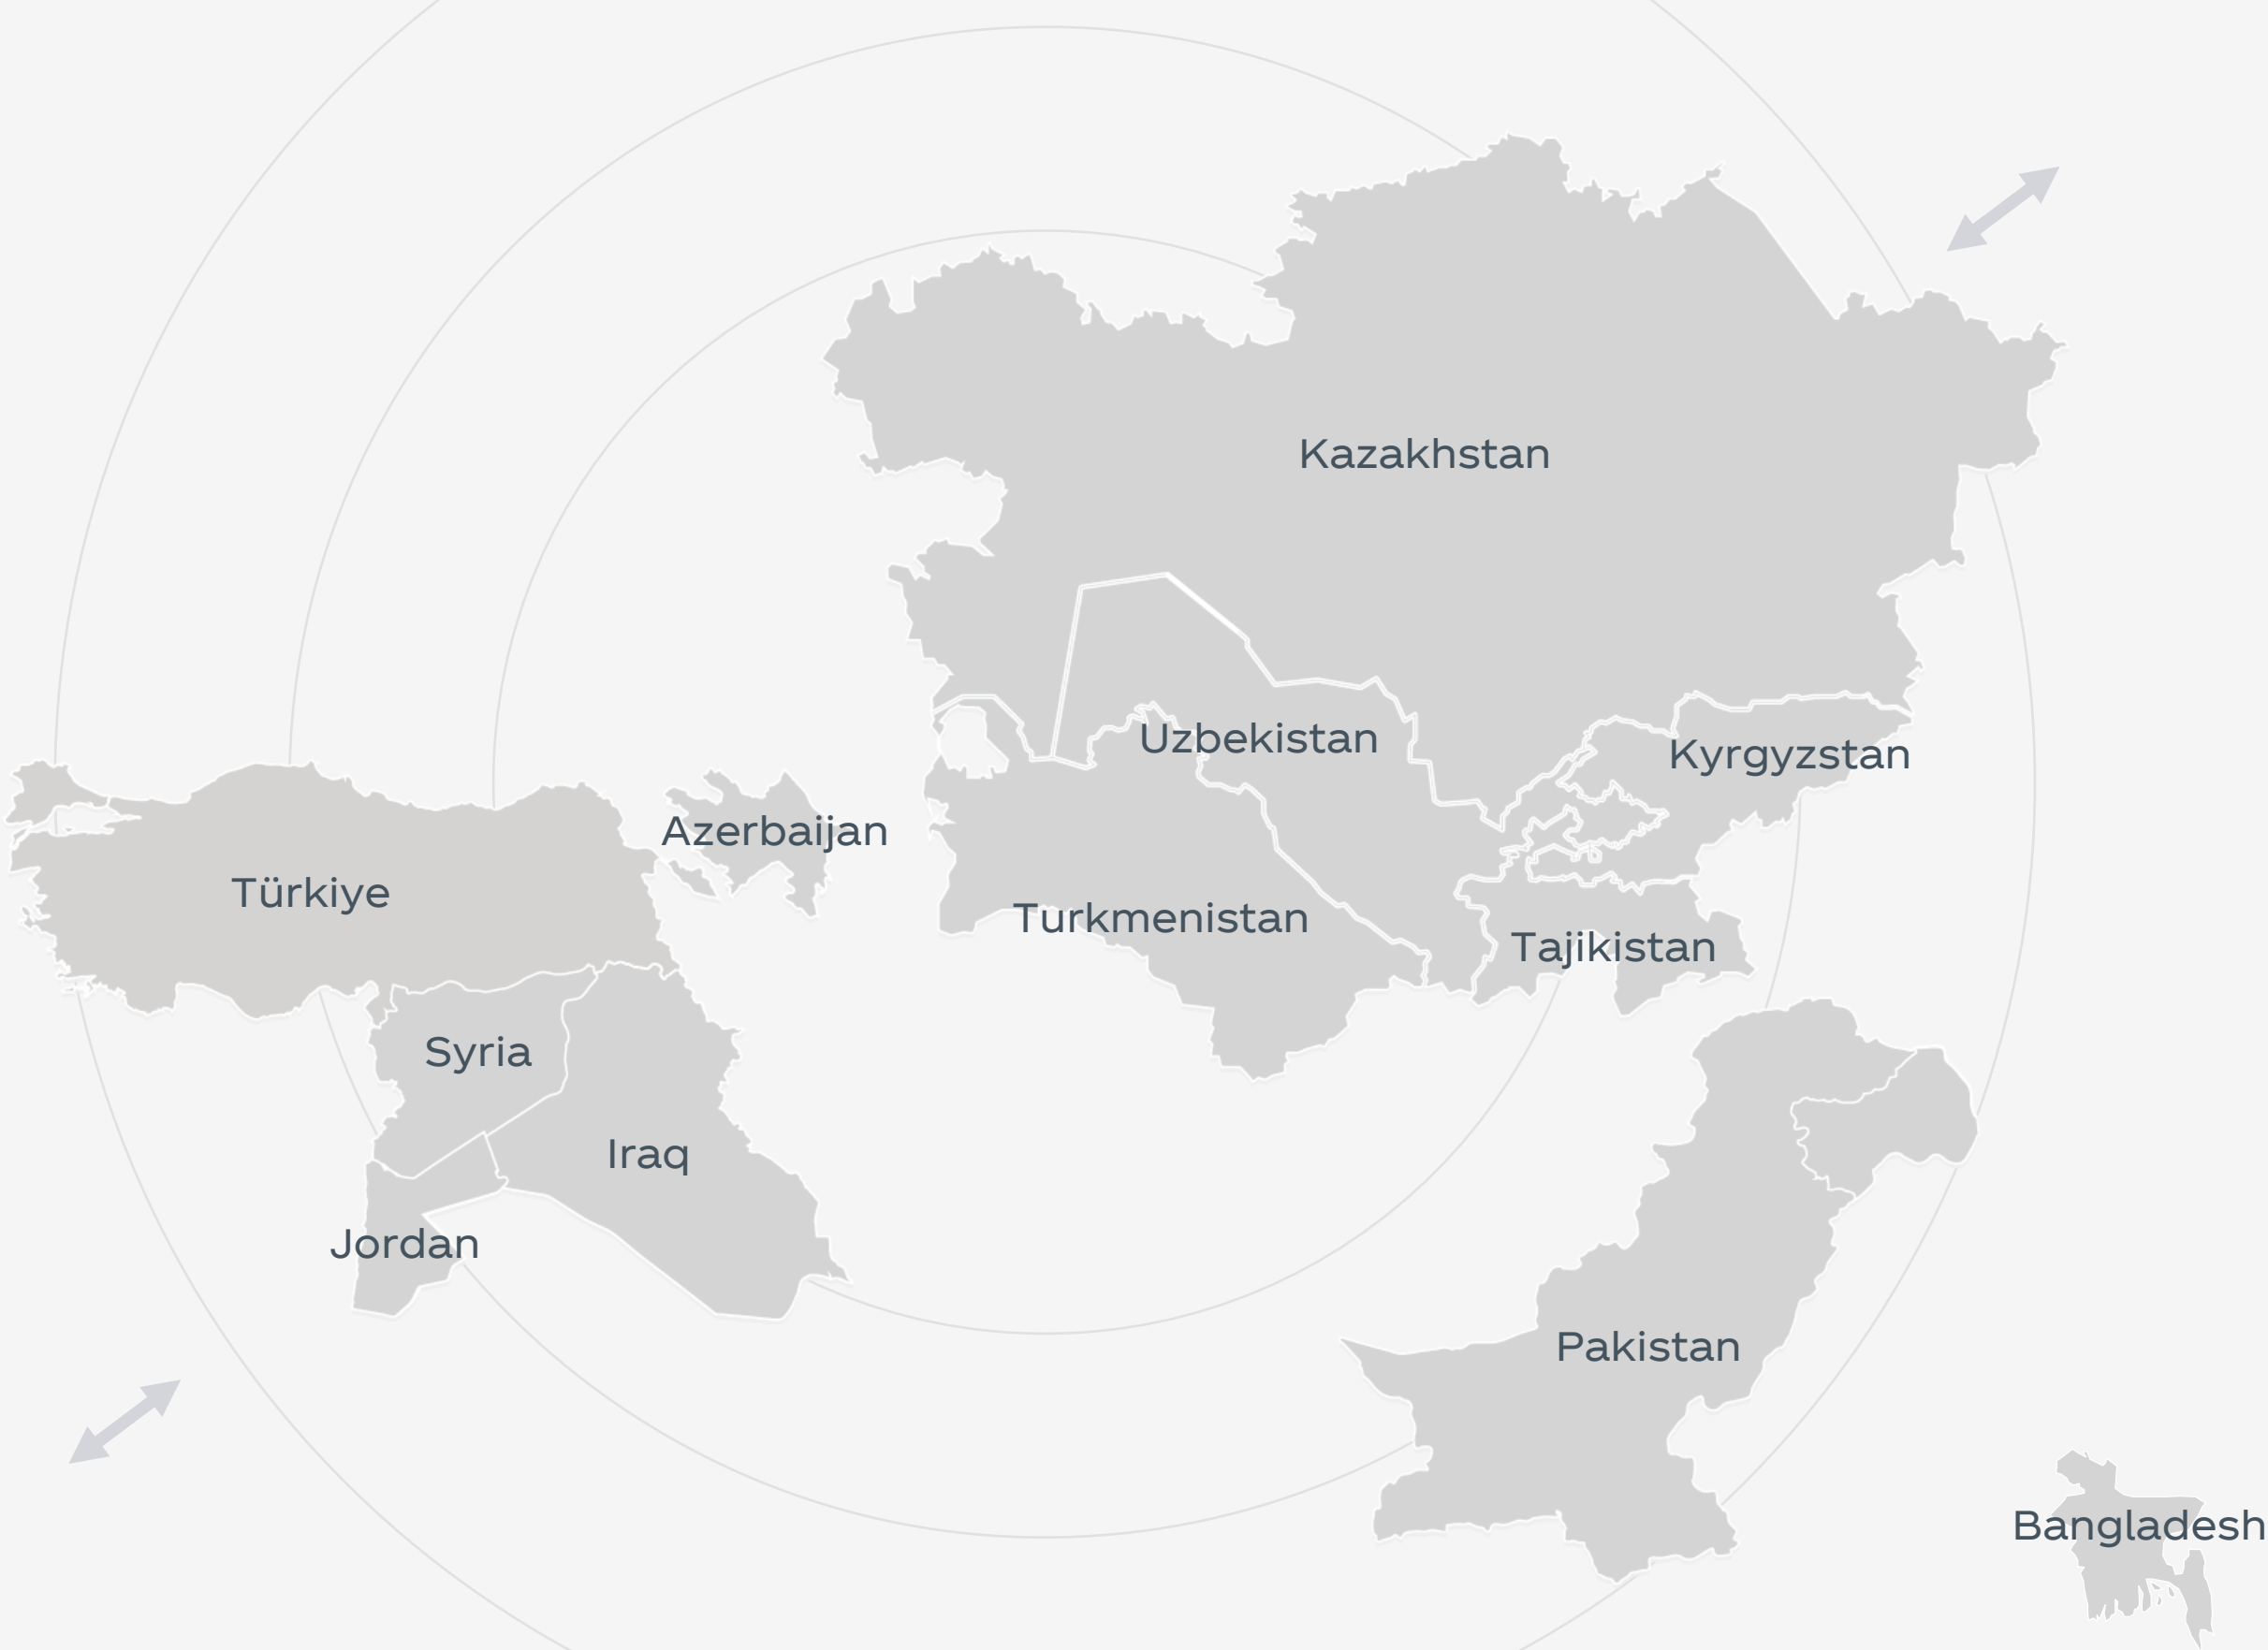 Kazakhstan
Uzbekistan
Kyrgyzstan
Azerbaijan
Türkiye
Turkmenistan
Tajikistan
Syria
Iraq
Jordan
Pakistan
Bangladesh